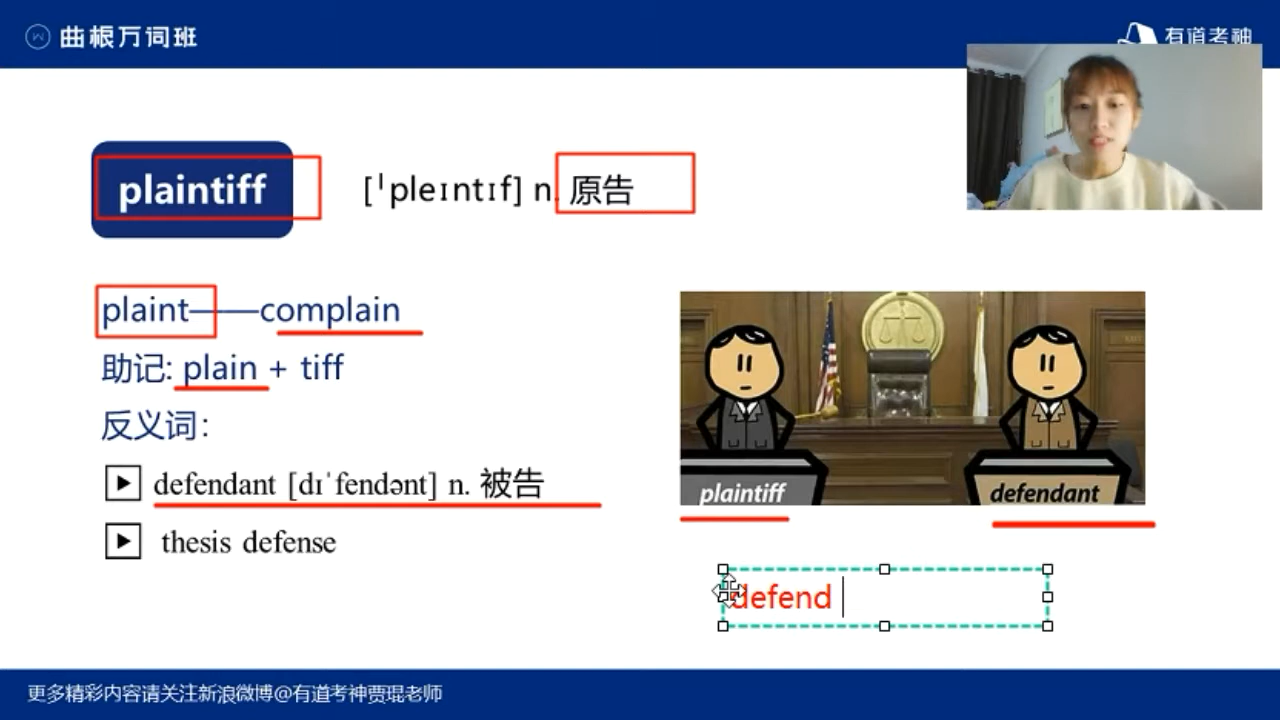 曲根万词班
有道考神
plaintiff
[ˈpleɪntɪf] n. 原告
plaint——complain
助记: plain + tiff
反义词:
defendant [dɪˈfendənt] n. 被告
thesis defense
plaintiff
defendant
defend
更多精彩内容请关注新浪微博@有道考神贾琨老师